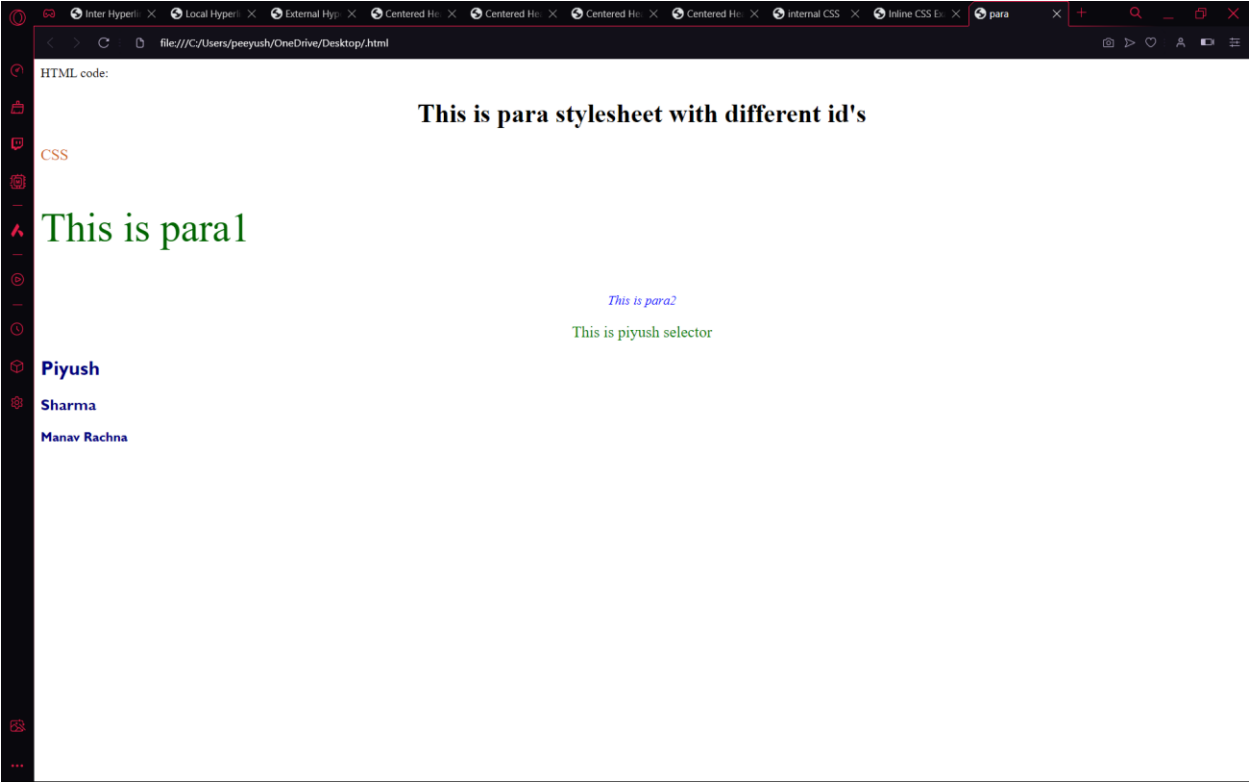 Inter Hyperli Local Hyperli External Hyp Centered He Centered He Centered He Centered He internal CSS Inline CSS Ex para
file:///C:/Users/peeyush/OneDrive/Desktop/.html
HTML code:
This is para stylesheet with different id's
CSS
This is para1
This is para2
This is piyush selector
Piyush
Sharma
Manav Rachna